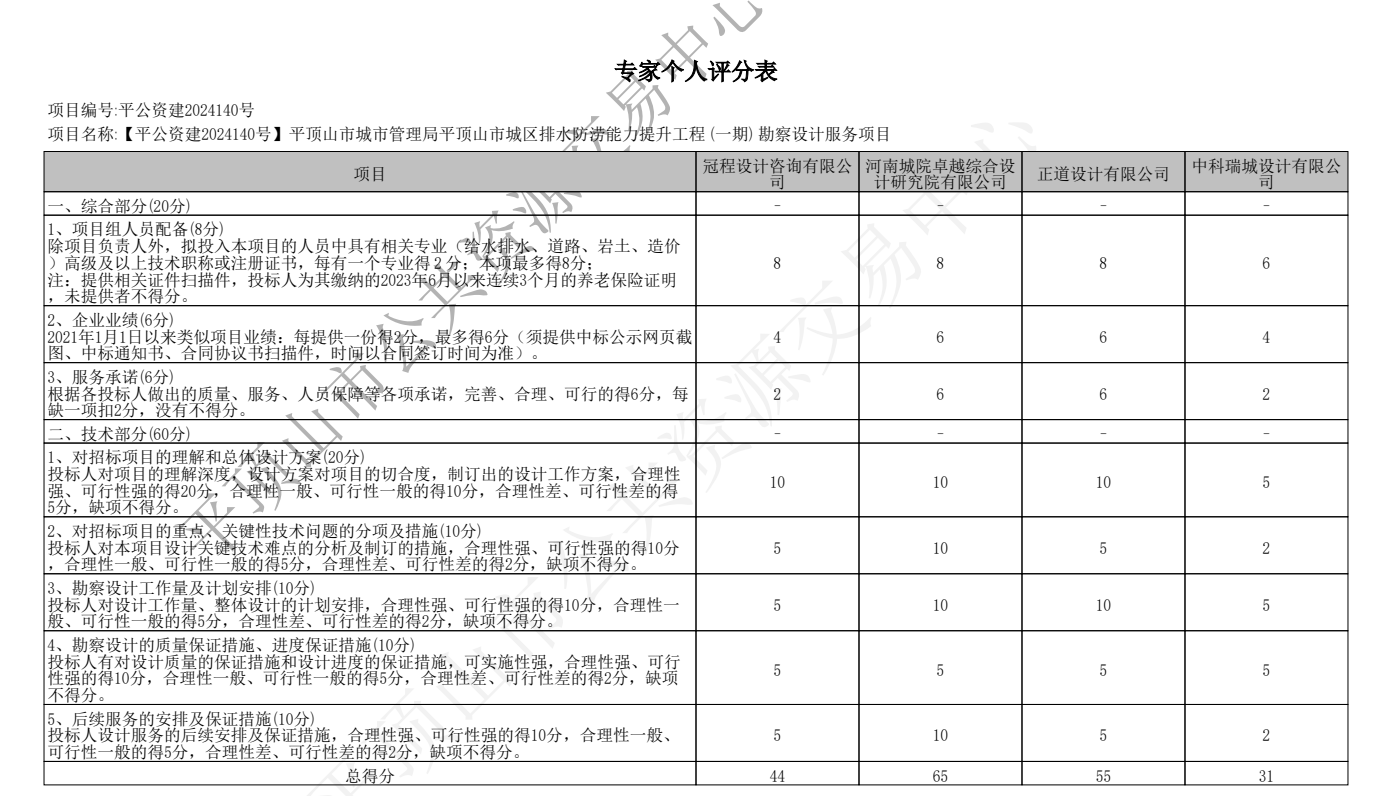 专家个人评分表
项目编号:平公资建2024140号
项目名称:【平公资建2024140号】平顶山市城市管理局平顶山市城区排水防涝能力提升工程(一期)勘察设计服务项目
项目 冠程设计咨询有限公 河南城院卓越综合设 正道设计有限公司 中科瑞城设计有限公
司 计研究院有限公司 司
一、综合部分(20分) - - - -
1、项目组人员配备(8分)
除项目负责人外，拟投入本项目的人员中具有相关专业（给水排水、道路、岩土、造价
）高级及以上技术职称或注册证书，每有一个专业得2分；本项最多得8分； 8 8 8 6
注：提供相关证件扫描件，投标人为其缴纳的2023年6月以来连续3个月的养老保险证明
，未提供者不得分。
2、企业业绩(6分)
2021年1月1日以来类似项目业绩：每提供一份得2分，最多得6分（须提供中标公示网页截 4 6 6 4
图、中标通知书、合同协议书扫描件，时间以合同签订时间为准）。
3、服务承诺(6分)
根据各投标人做出的质量、服务、人员保障等各项承诺，完善、合理、可行的得6分，每 2 6 6 2
缺一项扣2分，没有不得分。
二、技术部分(60分) - - - -
1、对招标项目的理解和总体设计方案(20分)
投标人对项目的理解深度，设计方案对项目的切合度，制订出的设计工作方案，合理性
强、可行性强的得20分，合理性一般、可行性一般的得10分，合理性差、可行性差的得 10 10 10 5
5分，缺项不得分。
2、对招标项目的重点、关键性技术问题的分项及措施(10分)
投标人对本项目设计关键技术难点的分析及制订的措施，合理性强、可行性强的得10分 5 10 5 2
，合理性一般、可行性一般的得5分，合理性差、可行性差的得2分，缺项不得分。
3、勘察设计工作量及计划安排(10分)
投标人对设计工作量、整体设计的计划安排，合理性强、可行性强的得10分，合理性一 5 10 10 5
般、可行性一般的得5分，合理性差、可行性差的得2分，缺项不得分。
4、勘察设计的质量保证措施、进度保证措施(10分)
投标人有对设计质量的保证措施和设计进度的保证措施，可实施性强，合理性强、可行 5 5 5 5
性强的得10分，合理性一般、可行性一般的得5分，合理性差、可行性差的得2分，缺项
不得分。
5、后续服务的安排及保证措施(10分)
投标人设计服务的后续安排及保证措施，合理性强、可行性强的得10分，合理性一般、 5 10 5 2
可行性一般的得5分，合理性差、可行性差的得2分，缺项不得分。
总得分 44 65 55 31
平顶山市公共资源交易中心
平顶山市公共资源交易中心